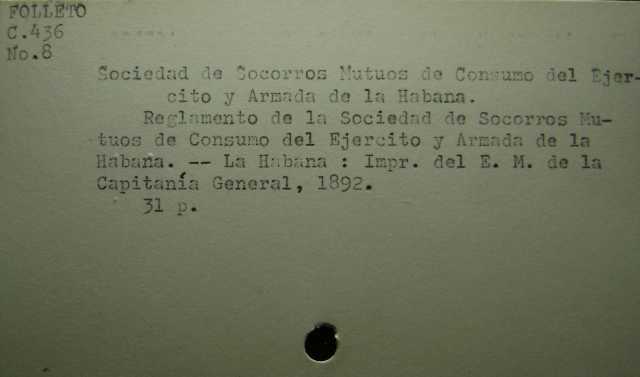 FOLLETO
C.436
No.8
Sociedad de Socorros Mutuos de Consumo del Ejer-
cito y Armada de la Habana.
Reglamento de la Sociedad de Socorros Mu-
tuos de Consumo del Ejercito y Armada de la
Habana. -- La Habana : Impr. del E. M. de la
Capitanía General, 1892.
31 p.